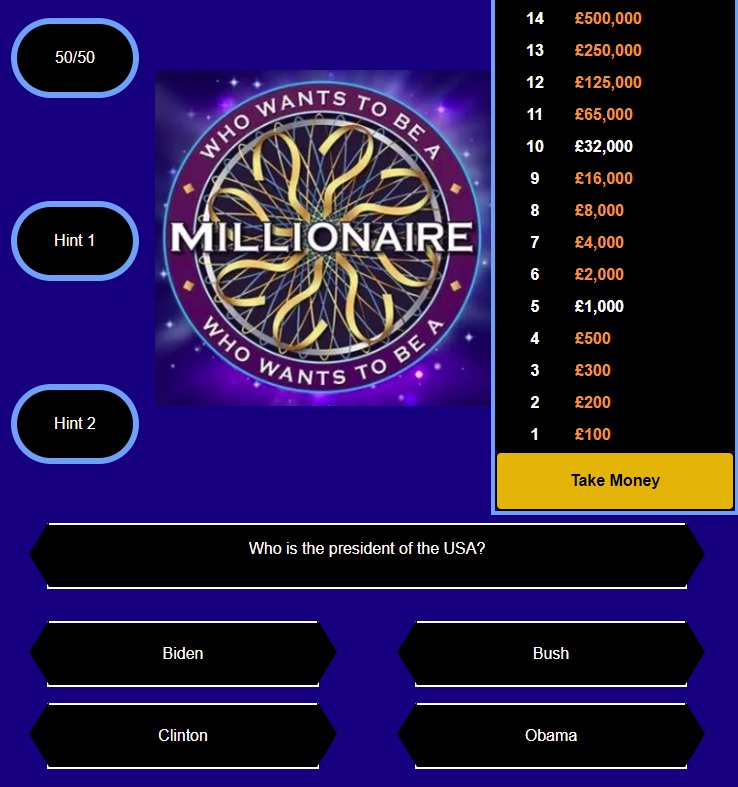 50/50
Hint 1
Hint 2
WHO WANTS TO BE A
MILLIONAIRE
WHO WANTS TO BE A
14 £500,000
13 £250,000
12 £125,000
11 £65,000
10 £32,000
9 £16,000
8 £8,000
7 £4,000
6 £2,000
5 £1,000
4 £500
3 £300
2 £200
1 £100
Take Money
Who is the president of the USA?
Biden
Bush
Clinton
Obama